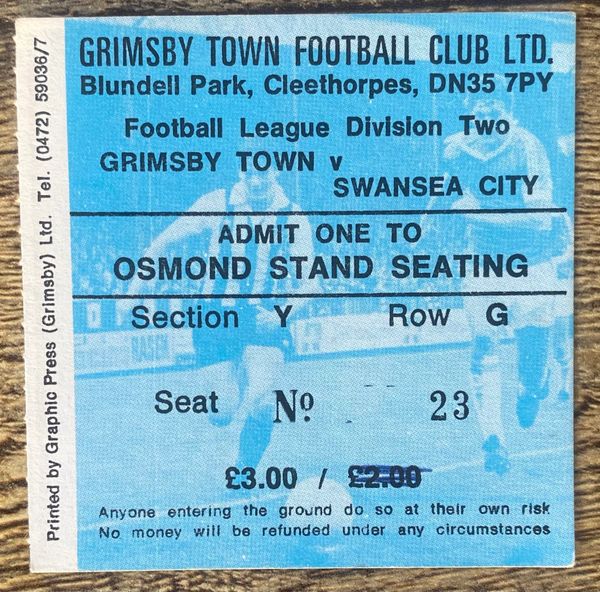 GRIMSBY TOWN FOOTBALL CLUB LTD.
Blundell Park, Cleethorpes, DN35 7PY
Football League Division Two
GRIMSBY TOWN v
SWANSEA CITY
ADMIT ONE TO
OSMOND STAND SEATING
Section Y Row G
Seat Nº 23
£3.00 / £2.00
Anyone entering the ground do so at their own risk
No money will be refunded under any circumstances
Printed by Graphic Press (Grimsby) Ltd. Tel. (0472) 59036/7